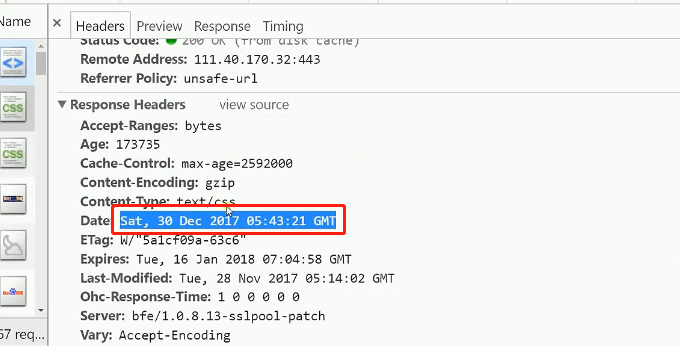 Name
× Headers Preview Response Timing
Status Code: 200 OK (from disk cache)
Remote Address: 111.40.170.32:443
Referrer Policy: unsafe-url
▼ Response Headers view source
Accept-Ranges: bytes
Age: 173735
Cache-Control: max-age=2592000
Content-Encoding: gzip
Content-Type: text/css
Date: Sat, 30 Dec 2017 05:43:21 GMT
ETag: W/"5a1cf09a-63c6"
Expires: Tue, 16 Jan 2018 07:04:58 GMT
Last-Modified: Tue, 28 Nov 2017 05:14:02 GMT
Ohc-Response-Time: 1 0 0 0 0 0
Server: bfe/1.0.8.13-sslpool-patch
Vary: Accept-Encoding
<>
CSS
CSS
57 req...